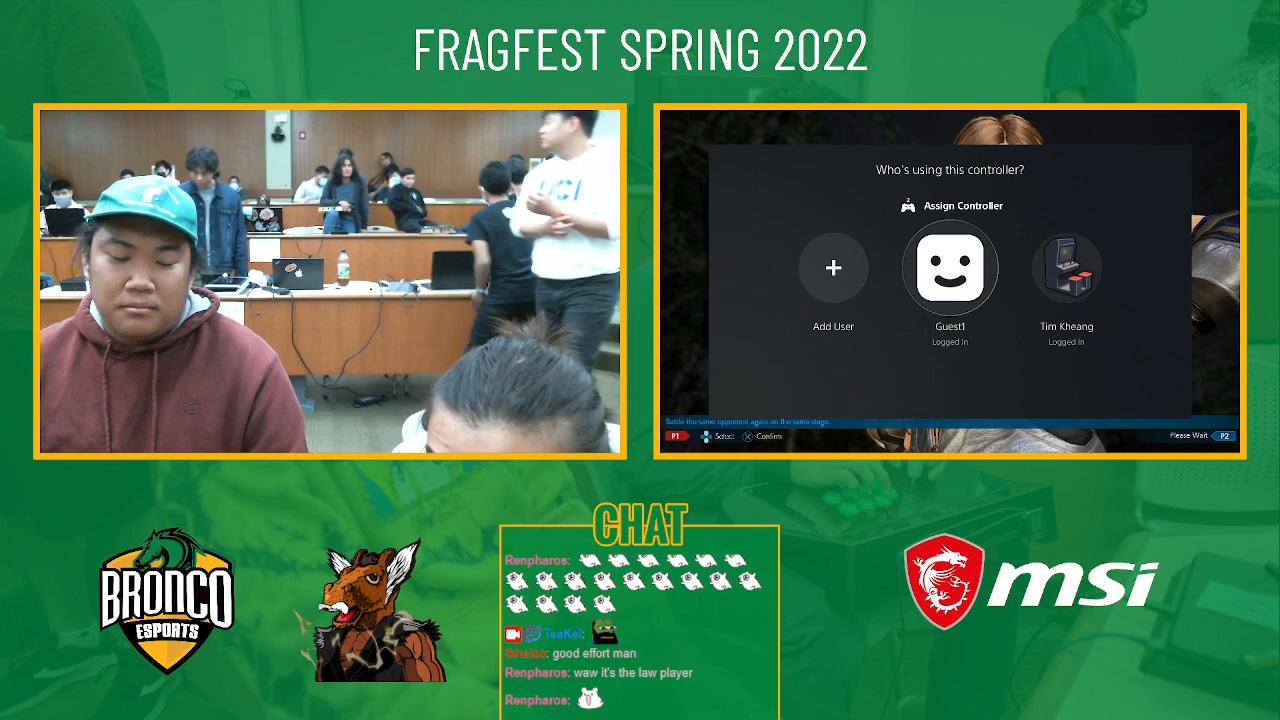 FRAGFEST SPRING 2022
UCI
Who's using this controller?
2
Assign Controller
+
Add User
Guest1
Tim Kheang
Logged In
Logged In
Battle the same opponent again on the same stage.
P1
Select
Confirm
Please Wait
P2
CHAT
Renpharos:
TeaKei:
good effort man
Renpharos: waw it's the law player
Renpharos:
BRONCO
ESPORTS
msi